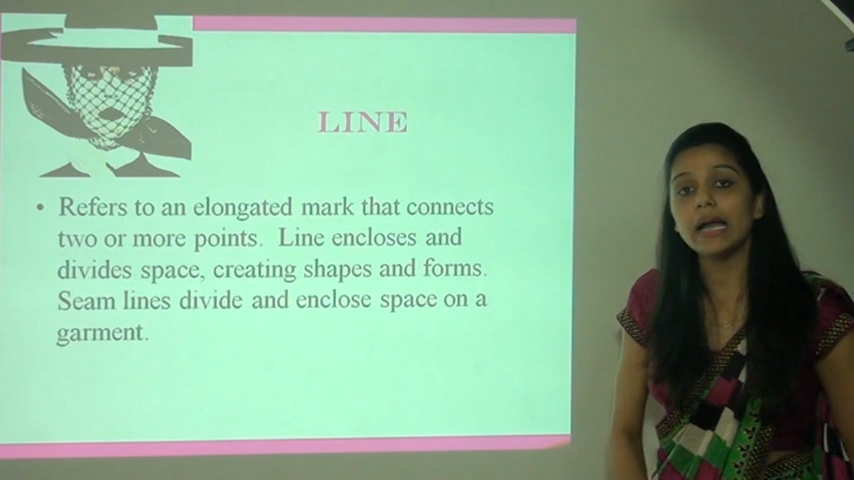 LINE
• Refers to an elongated mark that connects
two or more points. Line encloses and
divides space, creating shapes and forms.
Seam lines divide and enclose space on a
garment.